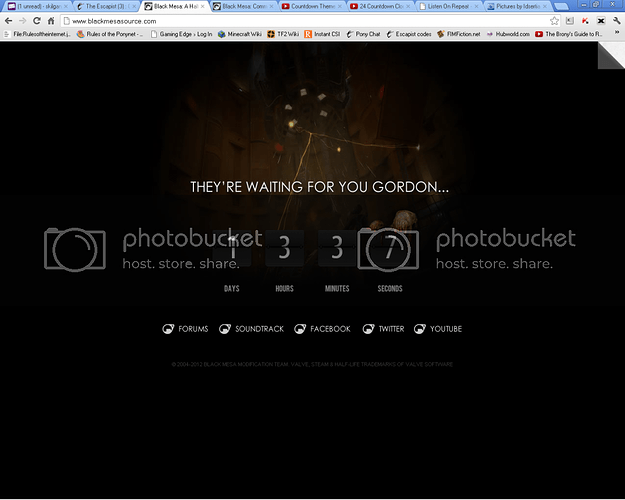 (1 unread) - skilgar
The Escapist (3) : I
Black Mesa: A Hal
Black Mesa: Com
Countdown Them
24 Countdown Clo
Listen On Repeat
Pictures by Idsertio
www.blackmesasource.com
File:Rulesoftheinternet.j...
Rules of the Ponynet - ...
Gaming Edge > Log In
Minecraft Wiki
TF2 Wiki
Instant CSI
Pony Chat
Escapist codes
FIMFiction.net
Hubworld.com
The Brony's Guide to R...
THEY'RE WAITING FOR YOU GORDON...
photobucket
host. store. share.
photobucket
host. store. share.
1 3 3 7
DAYS HOURS MINUTES SECONDS
FORUMS SOUNDTRACK FACEBOOK TWITTER YOUTUBE
© 2004-2012 BLACK MESA MODIFICATION TEAM. VALVE, STEAM & HALF-LIFE TRADEMARKS OF VALVE SOFTWARE.